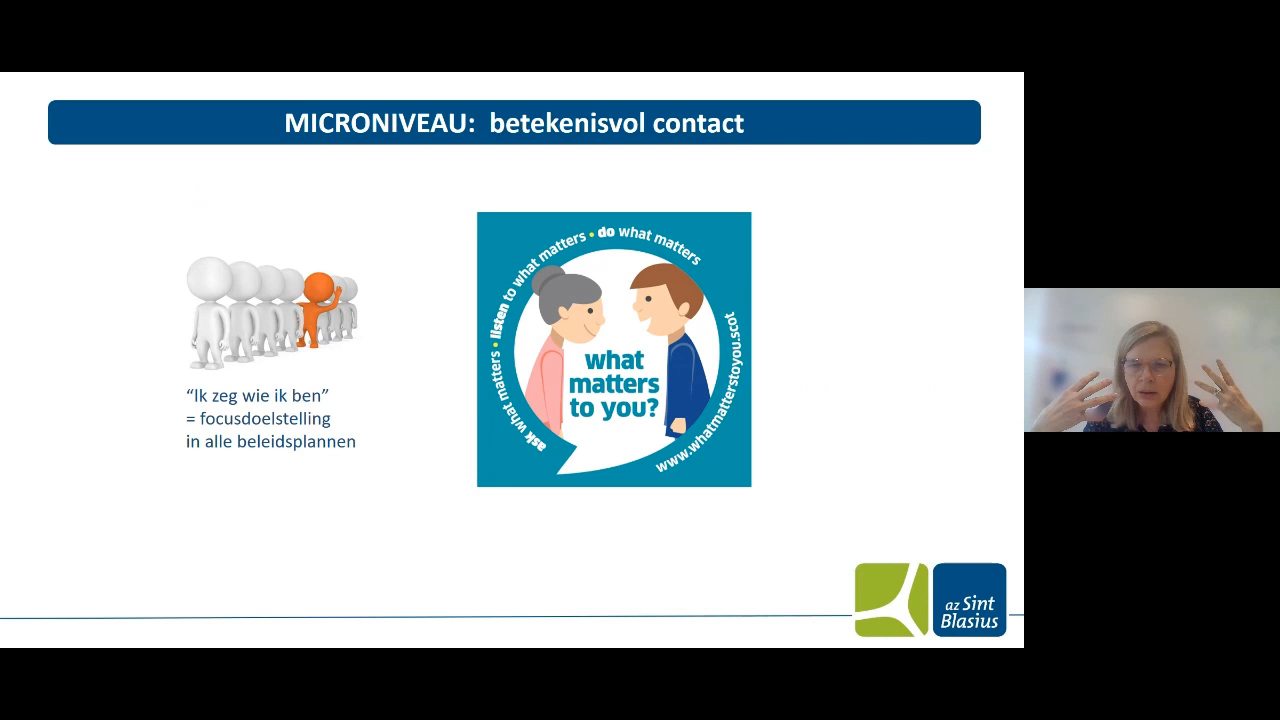 MICRONIVEAU: betekenisvol contact
“Ik zeg wie ik ben”
= focusdoelstelling
in alle beleidsplannen
ask what matters • listen to what matters • do what matters
what
matters
to you?
www.whatmatterstoyou.scot
az Sint
Blasius